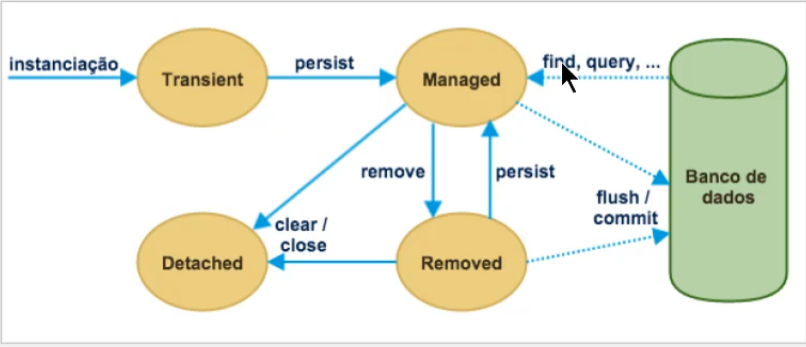 instanciação
Transient
persist
Managed
find, query, ...
remove
persist
Banco de
dados
flush /
commit
clear /
close
Detached
Removed